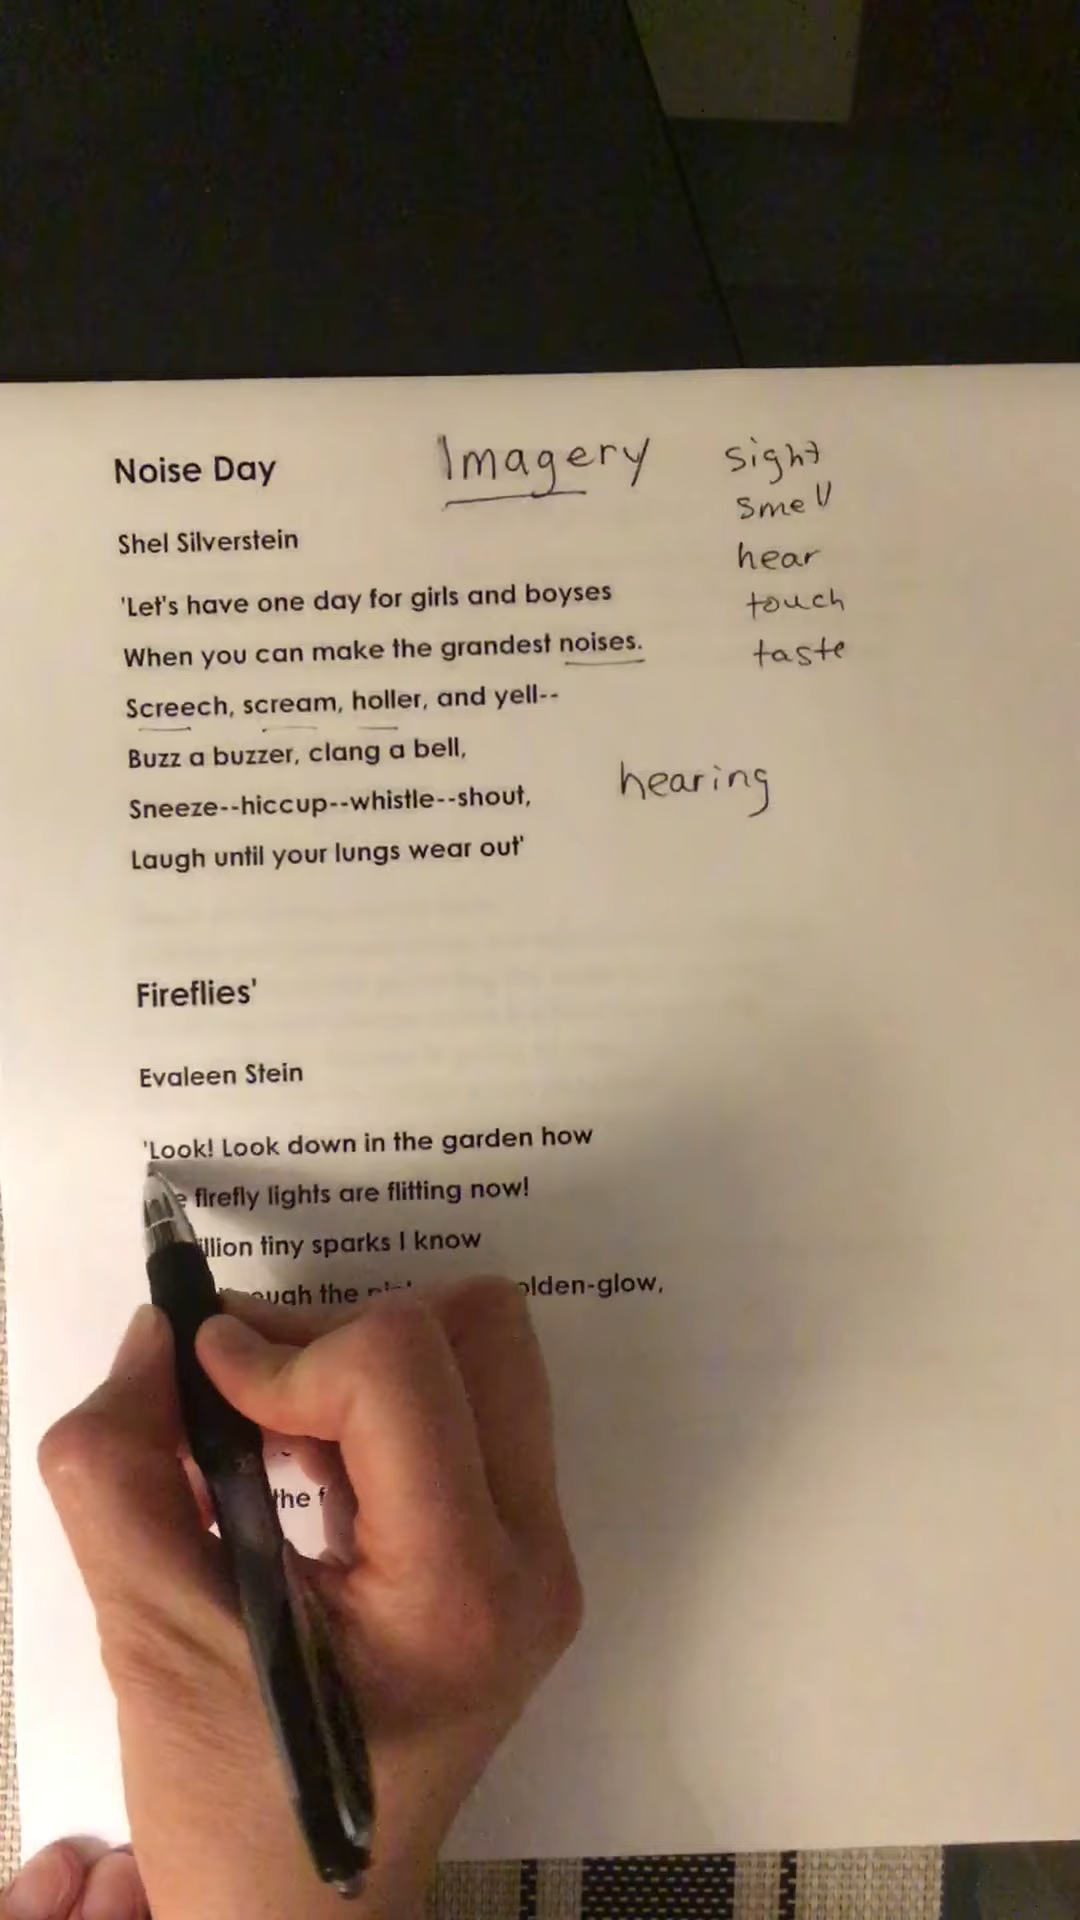 Noise Day
Imagery
sight
smell
hear
touch
taste
Shel Silverstein
'Let's have one day for girls and boyses
When you can make the grandest noises.
Screech, scream, holler, and yell--
Buzz a buzzer, clang a bell,
Sneeze--hiccup--whistle--shout,
Laugh until your lungs wear out'
hearing
Fireflies'
Evaleen Stein
'Look! Look down in the garden how
firefly lights are flitting now!
tiny sparks I know
the
the